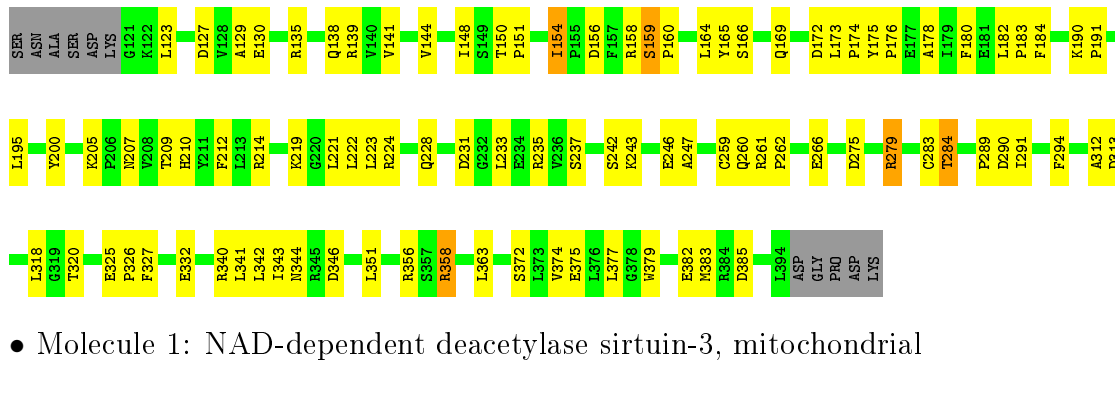 SER ASN ALA SER ASP LYS G121 K122 L123 D127 V128 A129 E130 R135 Q138 R139 V140 V141 V144 I148 S149 T150 P151 I154 P155 D156 F157 R158 S159 P160 L164 Y165 S166 Q169 D172 L173 P174 Y175 P176 E177 A178 I179 F180 E181 L182 P183 F184 K190 P191
L195 Y200 K205 P206 N207 V208 T209 H210 Y211 F212 L213 R214 K219 G220 L221 L222 L223 R224 Q228 D231 G232 L233 E234 R235 V236 S237 S242 K243 E246 A247 C259 Q260 R261 P262 E266 D275 R279 C283 T284 P289 D290 I291 F294 A312 D313
L318 G319 T320 E325 P326 F327 E332 R340 L341 L342 I343 N344 R345 D346 L351 R356 S357 R358 L363 S372 L373 V374 E375 L376 L377 G378 W379 E382 M383 R384 D385 L394 ASP GLY PRO ASP LYS
• Molecule 1: NAD-dependent deacetylase sirtuin-3, mitochondrial